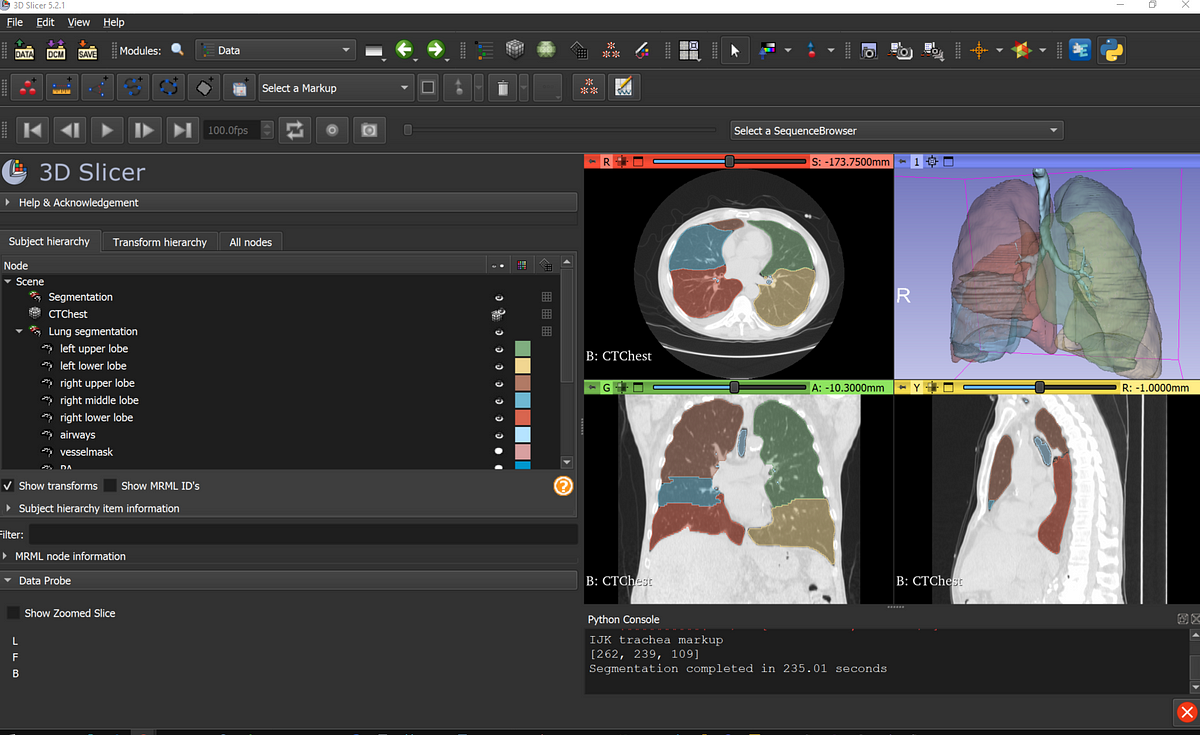 3D Slicer 5.2.1
File Edit View Help
DATA DCM SAVE Modules: Data
Select a Markup
100.0fps Select a SequenceBrowser
3D Slicer
Help & Acknowledgement
Subject hierarchy Transform hierarchy All nodes
Node
Scene
Segmentation
CTChest
Lung segmentation
left upper lobe
left lower lobe
right upper lobe
right middle lobe
right lower lobe
airways
vesselmask
PA
Show transforms Show MRML ID's
Subject hierarchy item information
Filter:
MRML node information
Data Probe
Show Zoomed Slice
L
F
B
R S: -173.7500mm
B: CTChest
1
R
G A: -10.3000mm
B: CTChest
Y R: -1.0000mm
B: CTChest
Python Console
IJK trachea markup
[262, 239, 109]
Segmentation completed in 235.01 seconds